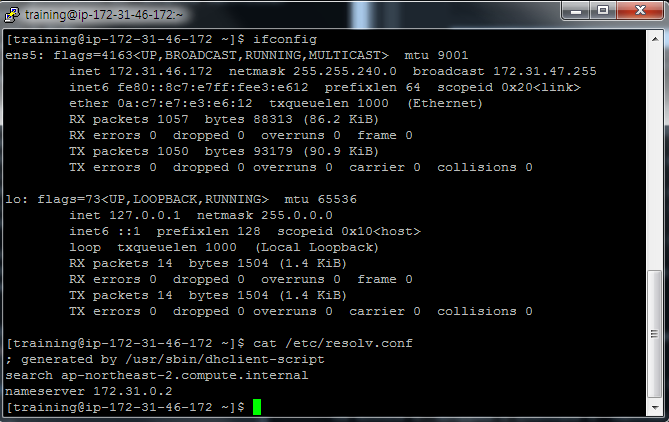 training@ip-172-31-46-172:~
[training@ip-172-31-46-172 ~]$ ifconfig
ens5: flags=4163<UP,BROADCAST,RUNNING,MULTICAST>  mtu 9001
        inet 172.31.46.172  netmask 255.255.240.0  broadcast 172.31.47.255
        inet6 fe80::8c7:e7ff:fee3:e612  prefixlen 64  scopeid 0x20<link>
        ether 0a:c7:e7:e3:e6:12  txqueuelen 1000  (Ethernet)
        RX packets 1057  bytes 88313 (86.2 KiB)
        RX errors 0  dropped 0  overruns 0  frame 0
        TX packets 1050  bytes 93179 (90.9 KiB)
        TX errors 0  dropped 0 overruns 0  carrier 0  collisions 0

lo: flags=73<UP,LOOPBACK,RUNNING>  mtu 65536
        inet 127.0.0.1  netmask 255.0.0.0
        inet6 ::1  prefixlen 128  scopeid 0x10<host>
        loop  txqueuelen 1000  (Local Loopback)
        RX packets 14  bytes 1504 (1.4 KiB)
        RX errors 0  dropped 0  overruns 0  frame 0
        TX packets 14  bytes 1504 (1.4 KiB)
        TX errors 0  dropped 0 overruns 0  carrier 0  collisions 0

[training@ip-172-31-46-172 ~]$ cat /etc/resolv.conf
; generated by /usr/sbin/dhclient-script
search ap-northeast-2.compute.internal
nameserver 172.31.0.2
[training@ip-172-31-46-172 ~]$